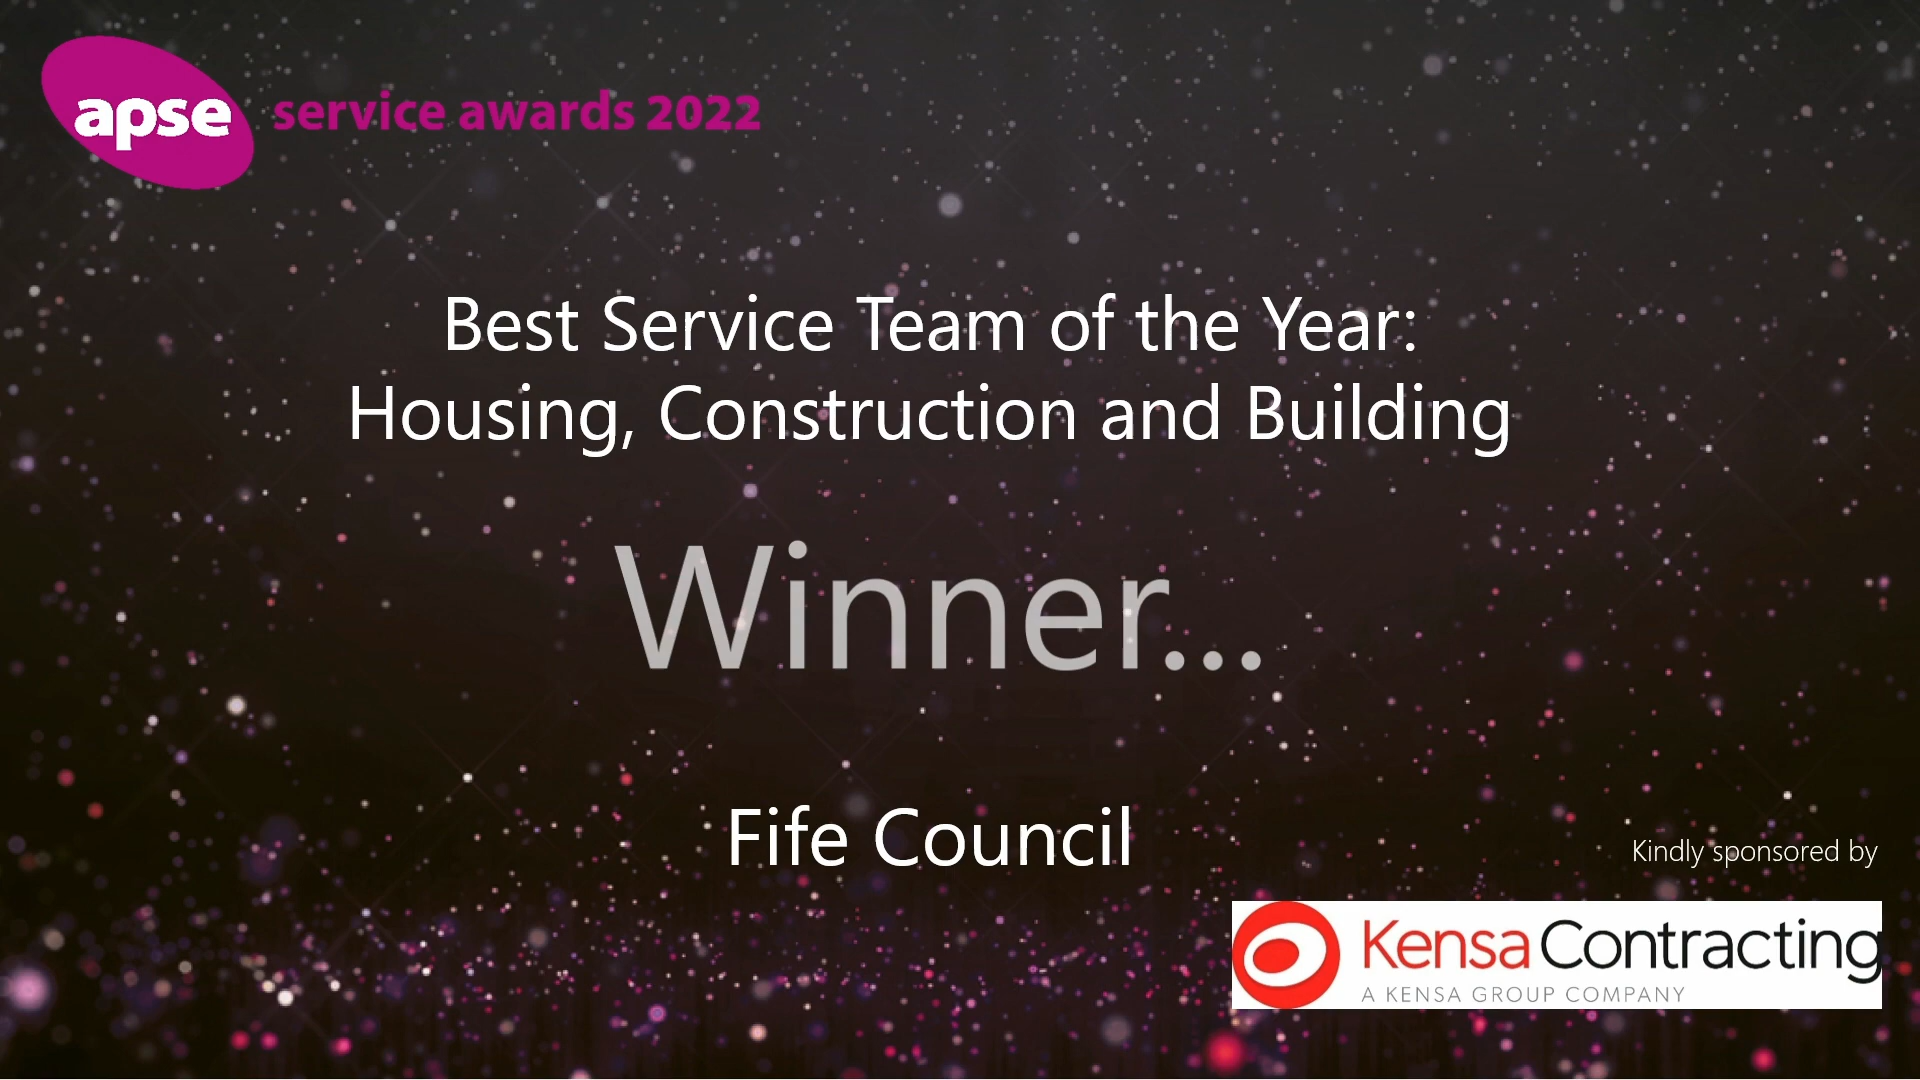 apse service awards 2022
Best Service Team of the Year:
Housing, Construction and Building
Winner...
Fife Council
Kindly sponsored by
Kensa Contracting
A KENSA GROUP COMPANY